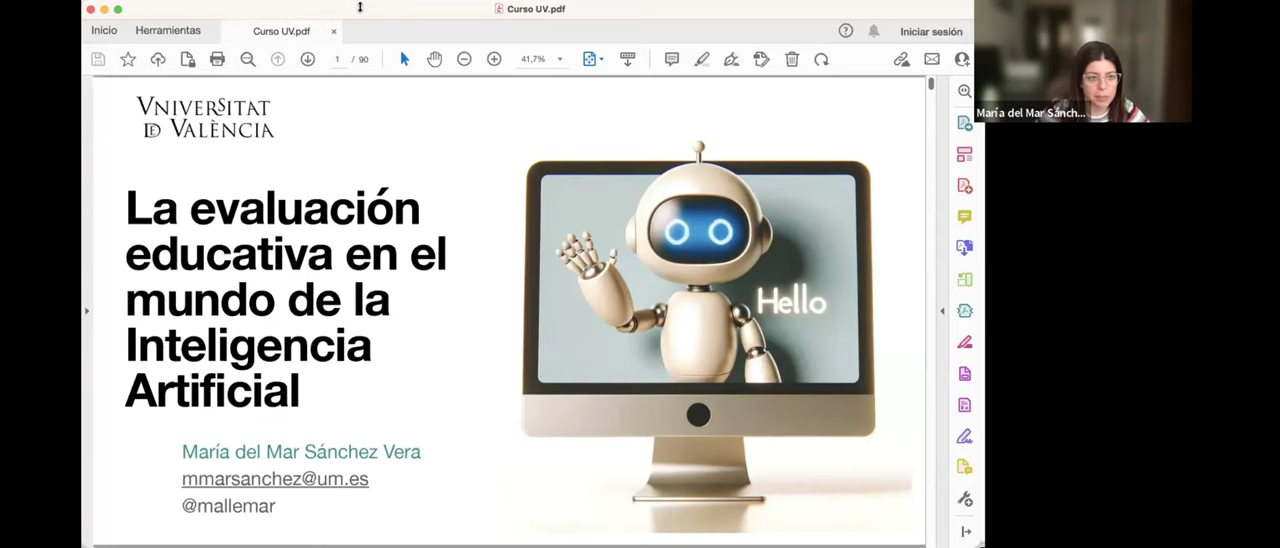 Curso UV.pdf
Inicio
Herramientas
Curso UV.pdf
Iniciar sesión
1 / 90
41,7%
VNIVERSITAT
DE VALÈNCIA
La evaluación
educativa en el
mundo de la
Inteligencia
Artificial
Hello
María del Mar Sánchez Vera
mmarsanchez@um.es
@mallemar
María del Mar Sánch...